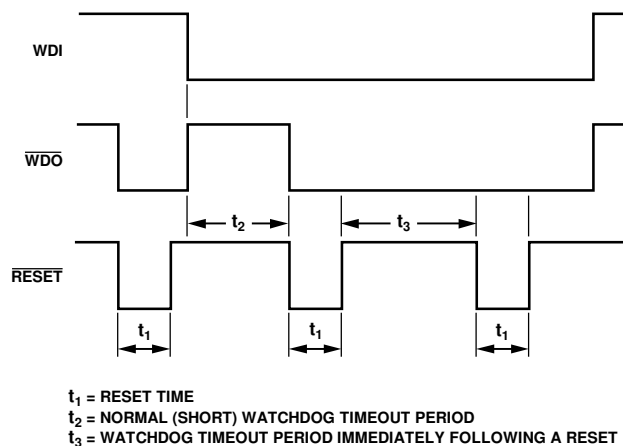 WDI
WDO
t2
t3
RESET
t1
t1
t1
t1 = RESET TIME
t2 = NORMAL (SHORT) WATCHDOG TIMEOUT PERIOD
t3 = WATCHDOG TIMEOUT PERIOD IMMEDIATELY FOLLOWING A RESET